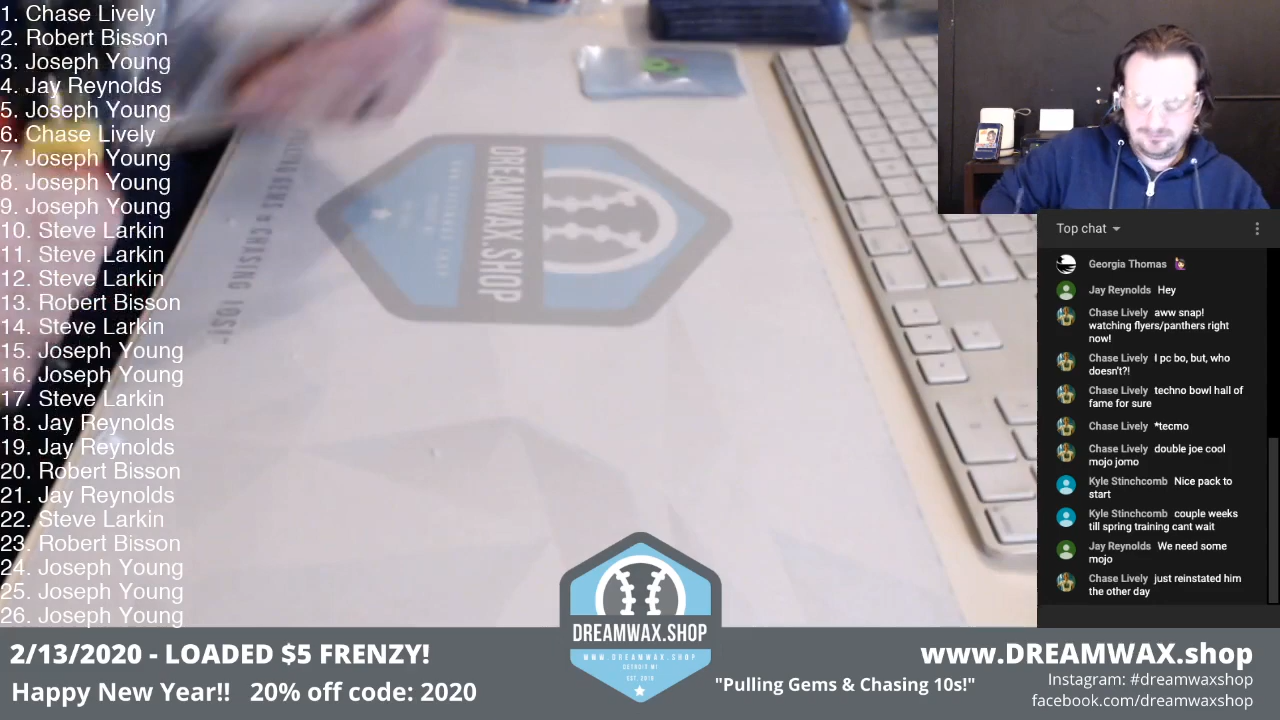 1. Chase Lively
2. Robert Bisson
3. Joseph Young
4. Jay Reynolds
5. Joseph Young
6. Chase Lively
7. Joseph Young
8. Joseph Young
9. Joseph Young
10. Steve Larkin
11. Steve Larkin
12. Steve Larkin
13. Robert Bisson
14. Steve Larkin
15. Joseph Young
16. Joseph Young
17. Steve Larkin
18. Jay Reynolds
19. Jay Reynolds
20. Robert Bisson
21. Jay Reynolds
22. Steve Larkin
23. Robert Bisson
24. Joseph Young
25. Joseph Young
26. Joseph Young
DREAMWAX.SHOP
& CHASING 10S!"
Top chat
Georgia Thomas
Jay Reynolds Hey
Chase Lively aww snap!
watching flyers/panthers right
now!
Chase Lively I pc bo, but, who
doesn't?!
Chase Lively techno bowl hall of
fame for sure
Chase Lively *tecmo
Chase Lively double joe cool
mojo jomo
Kyle Stinchcomb Nice pack to
start
Kyle Stinchcomb couple weeks
till spring training cant wait
Jay Reynolds We need some
mojo
Chase Lively just reinstated him
the other day
2/13/2020 - LOADED $5 FRENZY!
Happy New Year!! 20% off code: 2020
DREAMWAX.SHOP
WWW.DREAMWAX.SHOP
DETROIT MI
EST. 2018
"Pulling Gems & Chasing 10s!"
www.DREAMWAX.shop
Instagram: #dreamwaxshop
facebook.com/dreamwaxshop